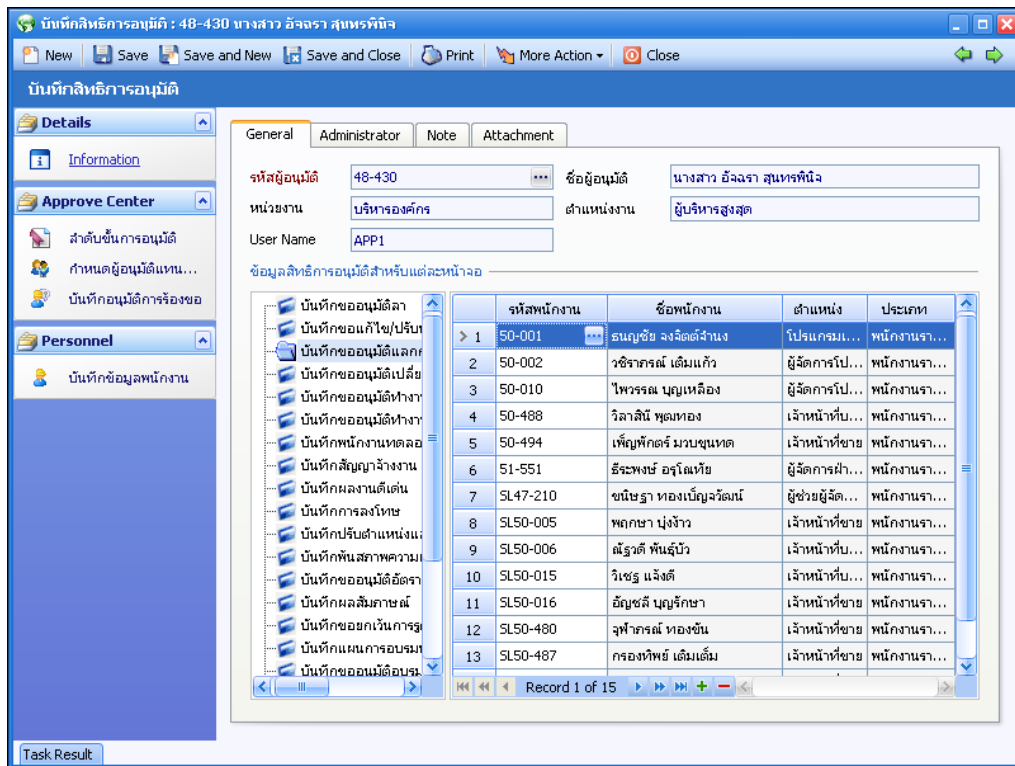 บันทึกสิทธิการอนุมัติ : 48-430 นางสาว อัจฉรา สุนทรพินิจ
New Save Save and New Save and Close Print More Action Close
บันทึกสิทธิการอนุมัติ
Details
Information
Approve Center
ลำดับขั้นการอนุมัติ
กำหนดผู้อนุมัติแทน...
บันทึกอนุมัติการร้องขอ
Personnel
บันทึกข้อมูลพนักงาน
General Administrator Note Attachment
รหัสผู้อนุมัติ 48-430 ... ชื่อผู้อนุมัติ นางสาว อัจฉรา สุนทรพินิจ
หน่วยงาน บริหารองค์กร ตำแหน่งงาน ผู้บริหารสูงสุด
User Name APP1
ข้อมูลสิทธิการอนุมัติสำหรับแต่ละหน้าจอ
บันทึกขออนุมัติลา
บันทึกขอแก้ไข/ปรับ
บันทึกขออนุมัติแลก
บันทึกขออนุมัติเปลี่ย
บันทึกขออนุมัติทำงา
บันทึกขออนุมัติทำงา
บันทึกพนักงานทดลอ
บันทึกสัญญาจ้างงาน
บันทึกผลงานดีเด่น
บันทึกการลงโทษ
บันทึกปรับตำแหน่งแ
บันทึกพ้นสภาพความ
บันทึกขออนุมัติอัตรา
บันทึกผลสัมภาษณ์
บันทึกขอยกเว้นการรู
บันทึกแผนการอบรม
บันทึกขออนุมัติอบรม
รหัสพนักงาน ชื่อพนักงาน ตำแหน่ง ประเภท
1 50-001 ... ธนญชัย จงจิตต์จำนง โปรแกรมเ... พนักงานรา...
2 50-002 วชิราภรณ์ เติมแก้ว ผู้จัดการโป... พนักงานรา...
3 50-010 ไพวรรณ บุญเหลือง ผู้จัดการโป... พนักงานรา...
4 50-488 วิลาสินี พุฒทอง เจ้าหน้าที่บ... พนักงานรา...
5 50-494 เพ็ญพักตร์ มวบขุนทด เจ้าหน้าที่ขาย พนักงานรา...
6 51-551 ธีระพงษ์ อรุโณทัย ผู้จัดการฝ่า... พนักงานรา...
7 SL47-210 ขนิษฐา ทองเบ็ญจวัฒน์ ผู้ช่วยผู้จัด... พนักงานรา...
8 SL50-005 พฤกษา บุ่งง้าว เจ้าหน้าที่ขาย พนักงานรา...
9 SL50-006 ณัฐวดี พันธุ์บัว เจ้าหน้าที่บ... พนักงานรา...
10 SL50-015 วิเชฐ แจ้งดี เจ้าหน้าที่บ... พนักงานรา...
11 SL50-016 อัญชลี บุญรักษา เจ้าหน้าที่ขาย พนักงานรา...
12 SL50-480 จุฬาภรณ์ ทองขัน เจ้าหน้าที่ขาย พนักงานรา...
13 SL50-487 กรองทิพย์ เติมเต็ม เจ้าหน้าที่ขาย พนักงานรา...
Record 1 of 15
Task Result